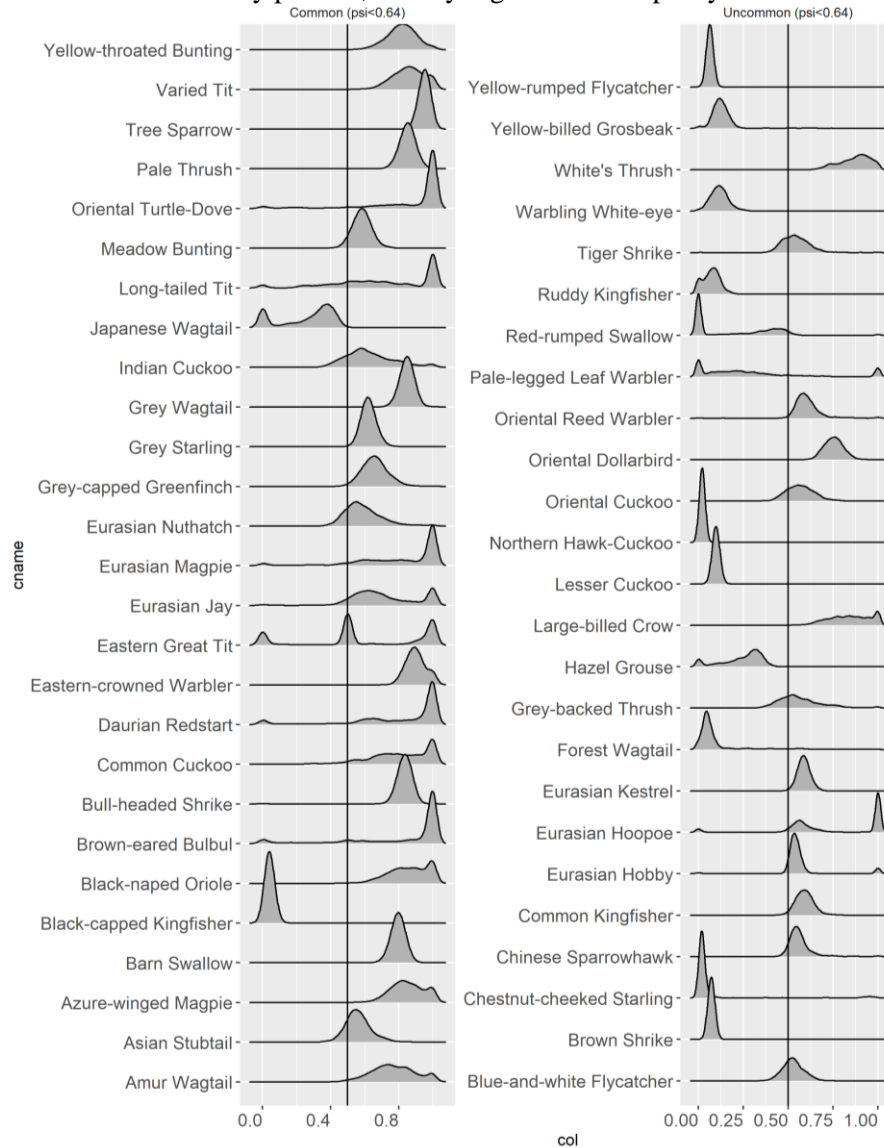 Common (psi<0.64)
Yellow-throated Bunting
Varied Tit
Tree Sparrow
Pale Thrush
Oriental Turtle-Dove
Meadow Bunting
Long-tailed Tit
Japanese Wagtail
Indian Cuckoo
Grey Wagtail
Grey Starling
Grey-capped Greenfinch
Eurasian Nuthatch
Eurasian Magpie
Eurasian Jay
Eastern Great Tit
Eastern-crowned Warbler
Daurian Redstart
Common Cuckoo
Bull-headed Shrike
Brown-eared Bulbul
Black-naped Oriole
Black-capped Kingfisher
Barn Swallow
Azure-winged Magpie
Asian Stubtail
Amur Wagtail
cname
0.0 0.4 0.8
Uncommon (psi<0.64)
Yellow-rumped Flycatcher
Yellow-billed Grosbeak
White's Thrush
Warbling White-eye
Tiger Shrike
Ruddy Kingfisher
Red-rumped Swallow
Pale-legged Leaf Warbler
Oriental Reed Warbler
Oriental Dollarbird
Oriental Cuckoo
Northern Hawk-Cuckoo
Lesser Cuckoo
Large-billed Crow
Hazel Grouse
Grey-backed Thrush
Forest Wagtail
Eurasian Kestrel
Eurasian Hoopoe
Eurasian Hobby
Common Kingfisher
Chinese Sparrowhawk
Chestnut-cheeked Starling
Brown Shrike
Blue-and-white Flycatcher
0.00 0.25 0.50 0.75 1.00
col